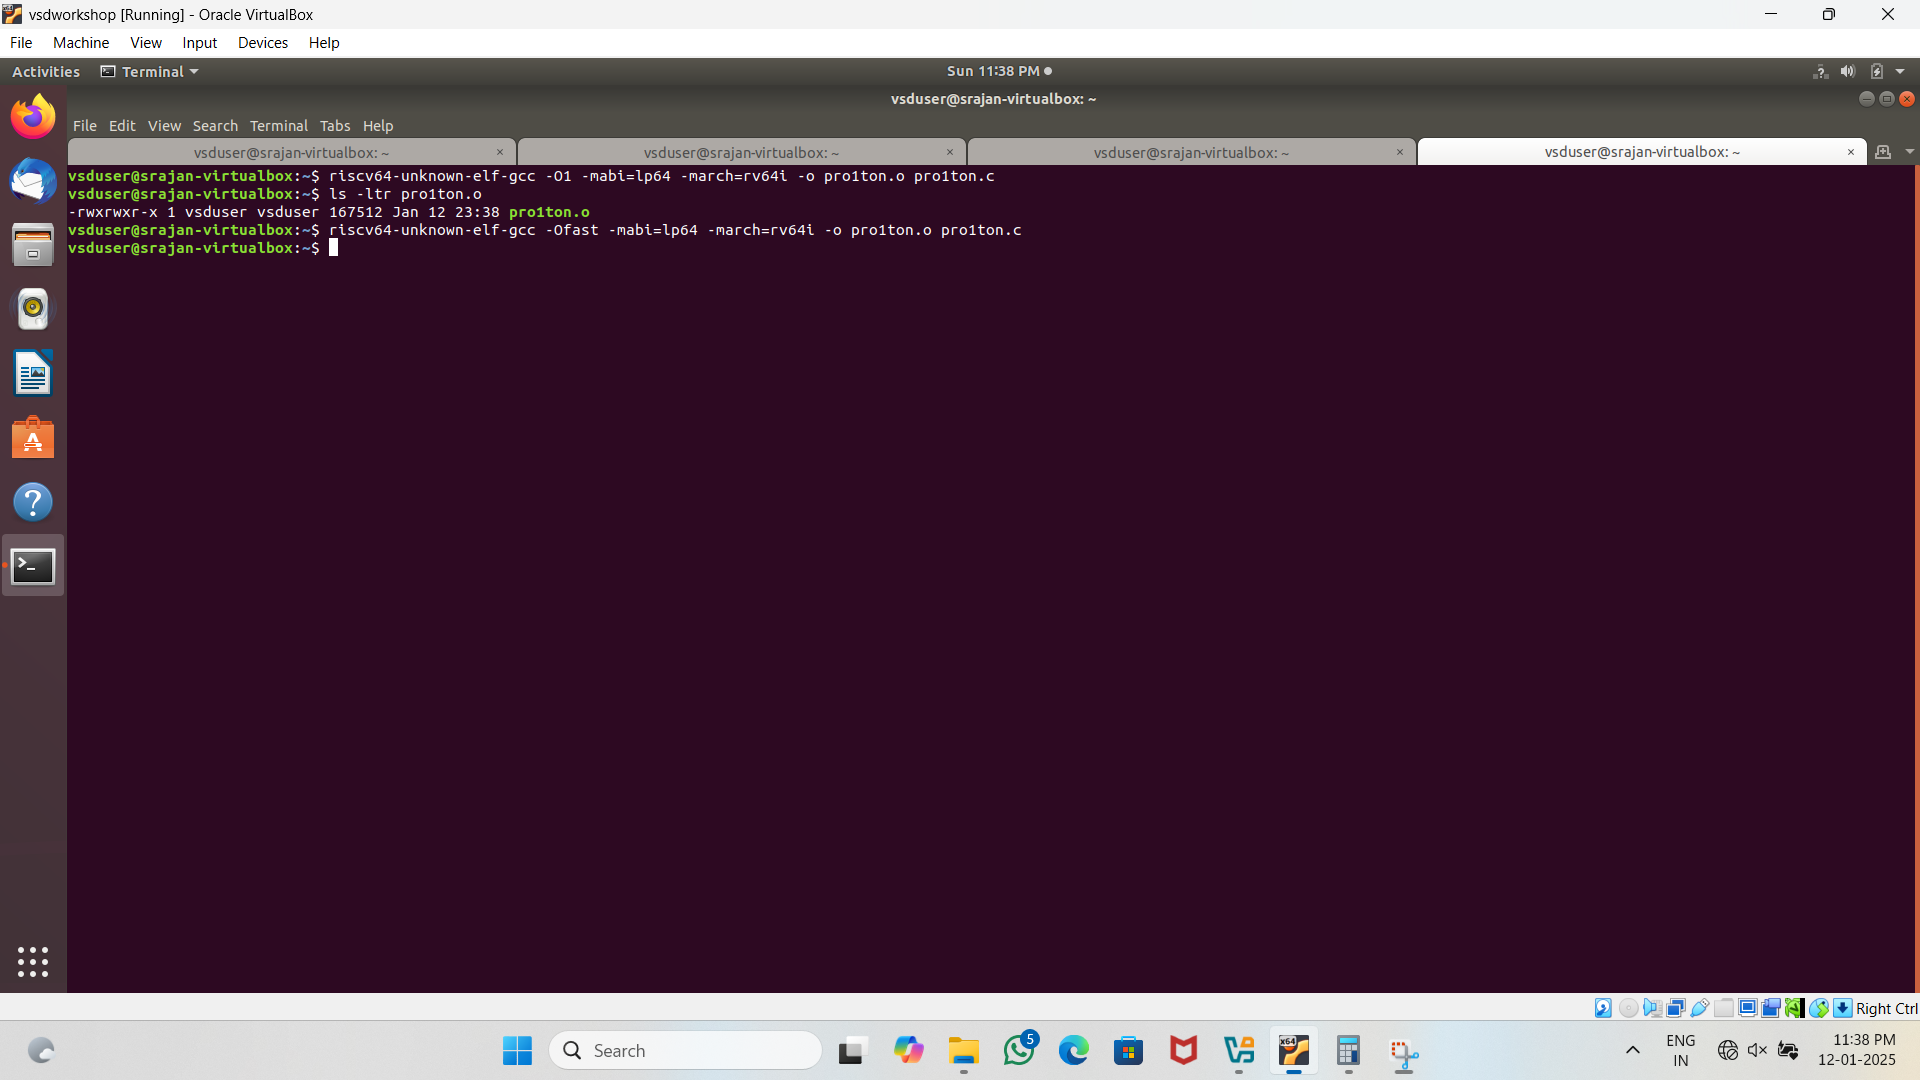 vsdworkshop [Running] - Oracle VirtualBox
File Machine View Input Devices Help
Activities Terminal Sun 11:38 PM
vsduser@srajan-virtualbox: ~
File Edit View Search Terminal Tabs Help
vsduser@srajan-virtualbox: ~ × vsduser@srajan-virtualbox: ~ × vsduser@srajan-virtualbox: ~ × vsduser@srajan-virtualbox: ~ ×
vsduser@srajan-virtualbox:~$ riscv64-unknown-elf-gcc -O1 -mabi=lp64 -march=rv64i -o pro1ton.o pro1ton.c
vsduser@srajan-virtualbox:~$ ls -ltr pro1ton.o
-rwxrwxr-x 1 vsduser vsduser 167512 Jan 12 23:38 pro1ton.o
vsduser@srajan-virtualbox:~$ riscv64-unknown-elf-gcc -Ofast -mabi=lp64 -march=rv64i -o pro1ton.o pro1ton.c
vsduser@srajan-virtualbox:~$
Right Ctrl
Search 5 x64 ENG 11:38 PM
IN 12-01-2025